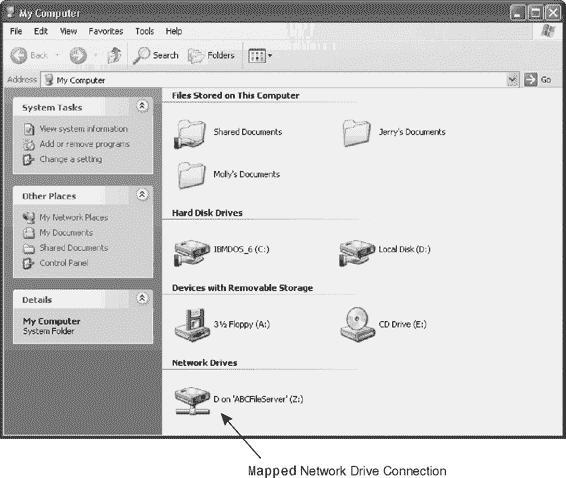 My Computer
File Edit View Favorites Tools Help
Back Search Folders
Address My Computer Go
System Tasks
View system information
Add or remove programs
Change a setting
Other Places
My Network Places
My Documents
Shared Documents
Control Panel
Details
My Computer
System Folder
Files Stored on This Computer
Shared Documents Jerry's Documents
Molly's Documents
Hard Disk Drives
IBMDOS_6 (C:) Local Disk (D:)
Devices with Removable Storage
3½ Floppy (A:) CD Drive (E:)
Network Drives
D on 'ABCFileServer' (Z:)
Mapped Network Drive Connection